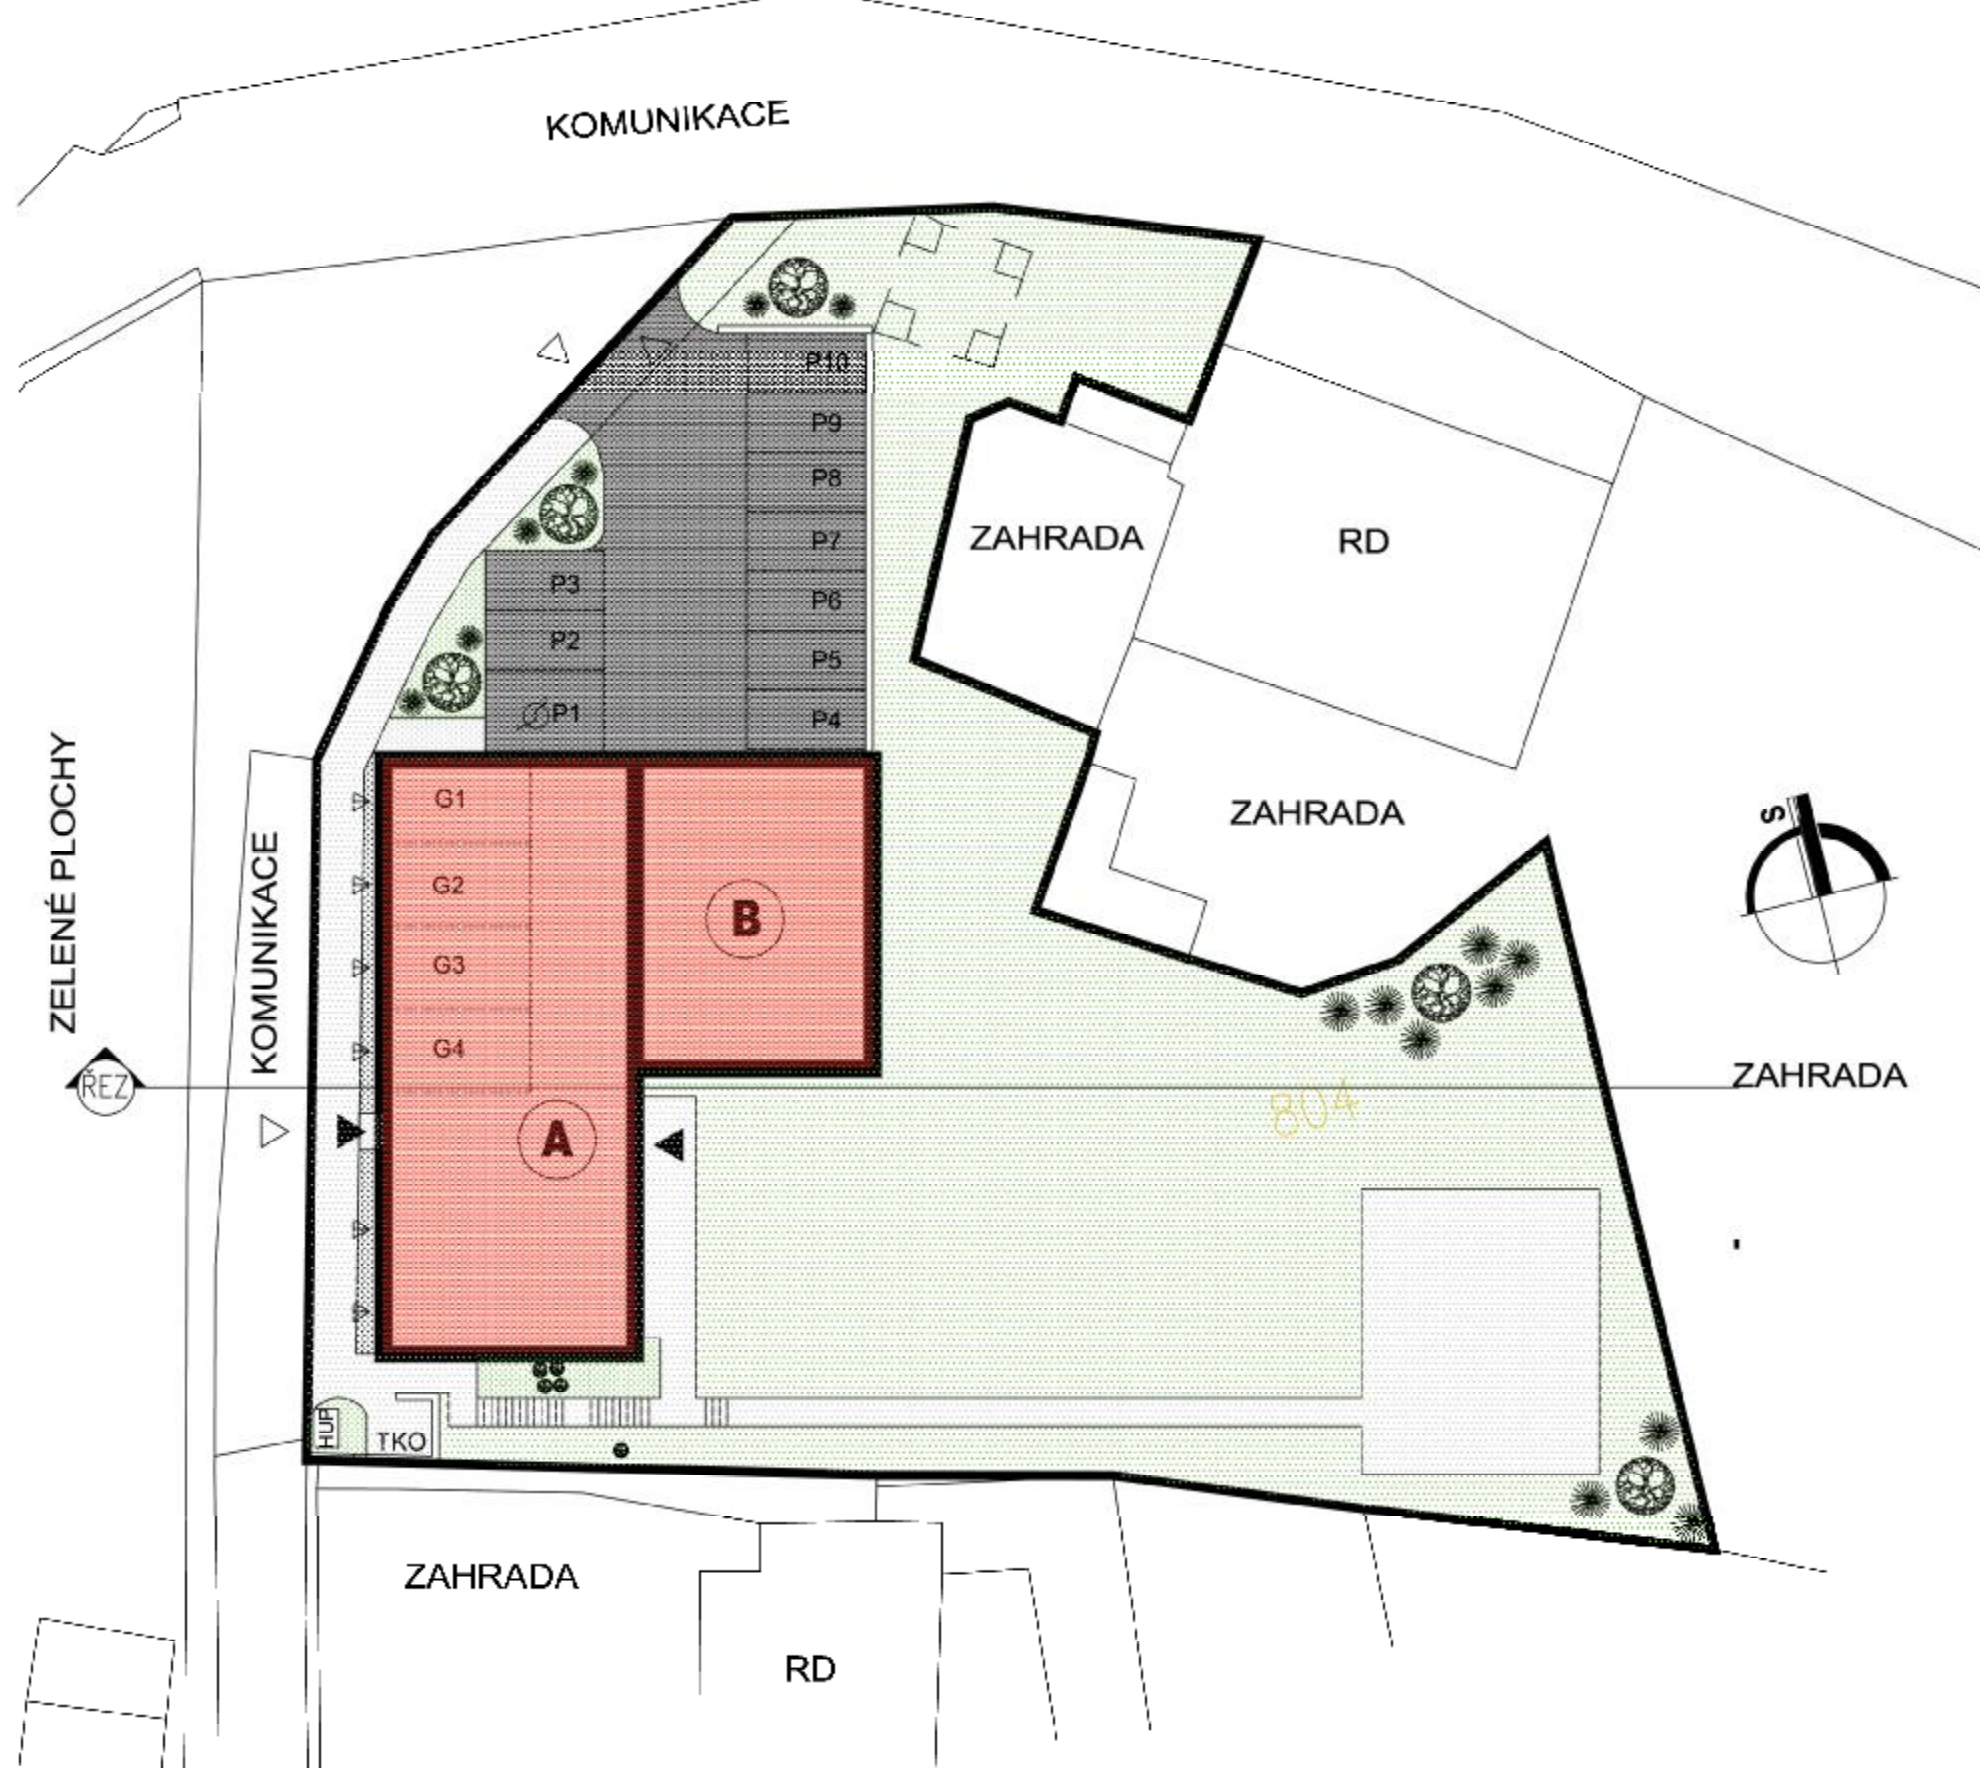 KOMUNIKACE
P10
P9
P8
P7
P6
P5
P4
P3
P2
P1
ZAHRADA
RD
ZAHRADA
S
ZELENÉ PLOCHY
KOMUNIKACE
G1
G2
G3
G4
B
A
ŘEZ
804
ZAHRADA
HUP
TKO
ZAHRADA
RD